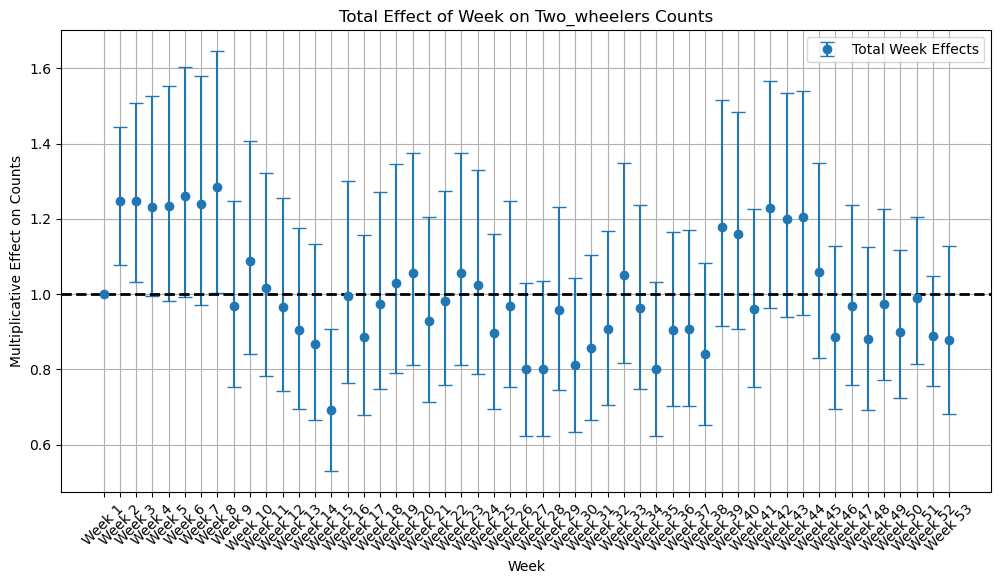 Total Effect of Week on Two_wheelers Counts
Total Week Effects
Multiplicative Effect on Counts
1.6
1.4
1.2
1.0
0.8
0.6
Week 1
Week 2
Week 3
Week 4
Week 5
Week 6
Week 7
Week 8
Week 9
Week 10
Week 11
Week 12
Week 13
Week 14
Week 15
Week 16
Week 17
Week 18
Week 19
Week 20
Week 21
Week 22
Week 23
Week 24
Week 25
Week 26
Week 27
Week 28
Week 29
Week 30
Week 31
Week 32
Week 33
Week 34
Week 35
Week 36
Week 37
Week 38
Week 39
Week 40
Week 41
Week 42
Week 43
Week 44
Week 45
Week 46
Week 47
Week 48
Week 49
Week 50
Week 51
Week 52
Week 53
Week